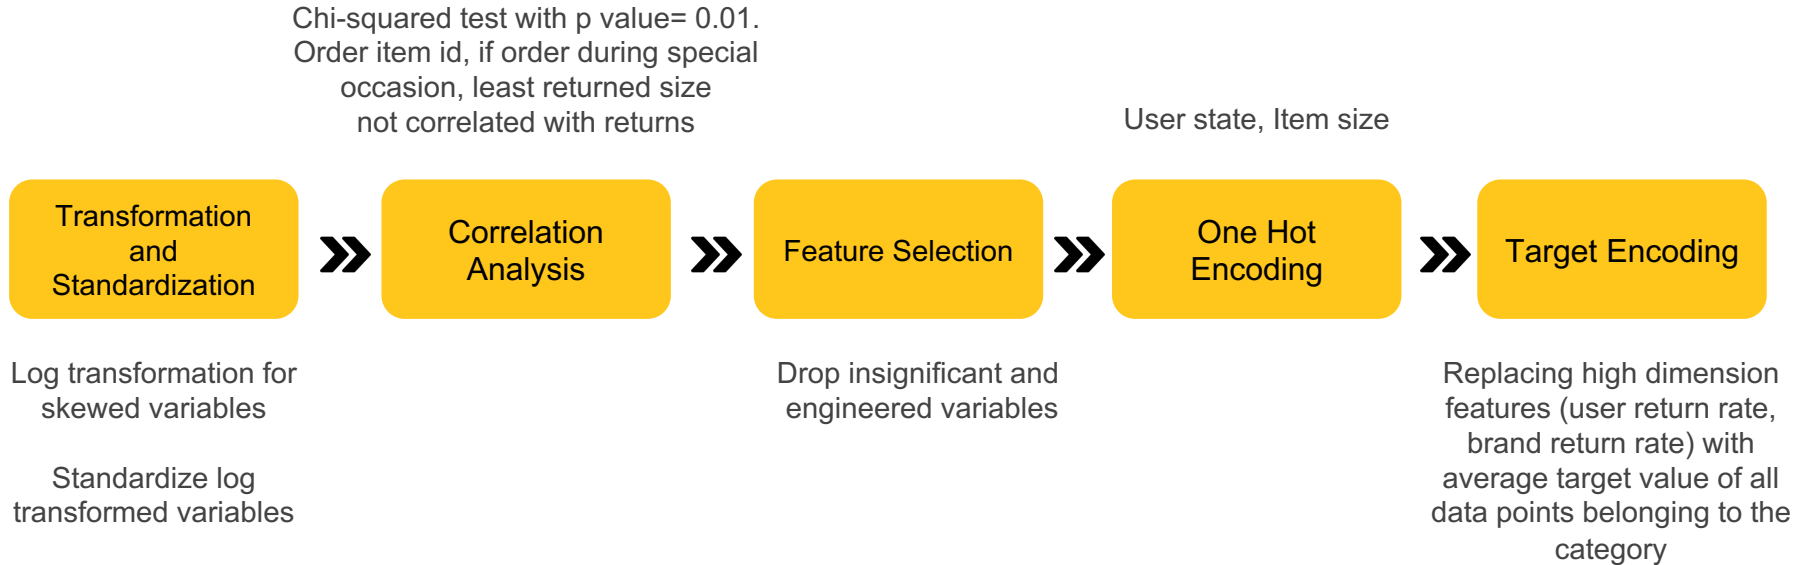 Chi-squared test with p value= 0.01.
Order item id, if order during special
occasion, least returned size
not correlated with returns
User state, Item size
Transformation
and
Standardization
Correlation
Analysis
Feature Selection
One Hot
Encoding
Target Encoding
Log transformation for
skewed variables
Standardize log
transformed variables
Drop insignificant and
engineered variables
Replacing high dimension
features (user return rate,
brand return rate) with
average target value of all
data points belonging to the
category